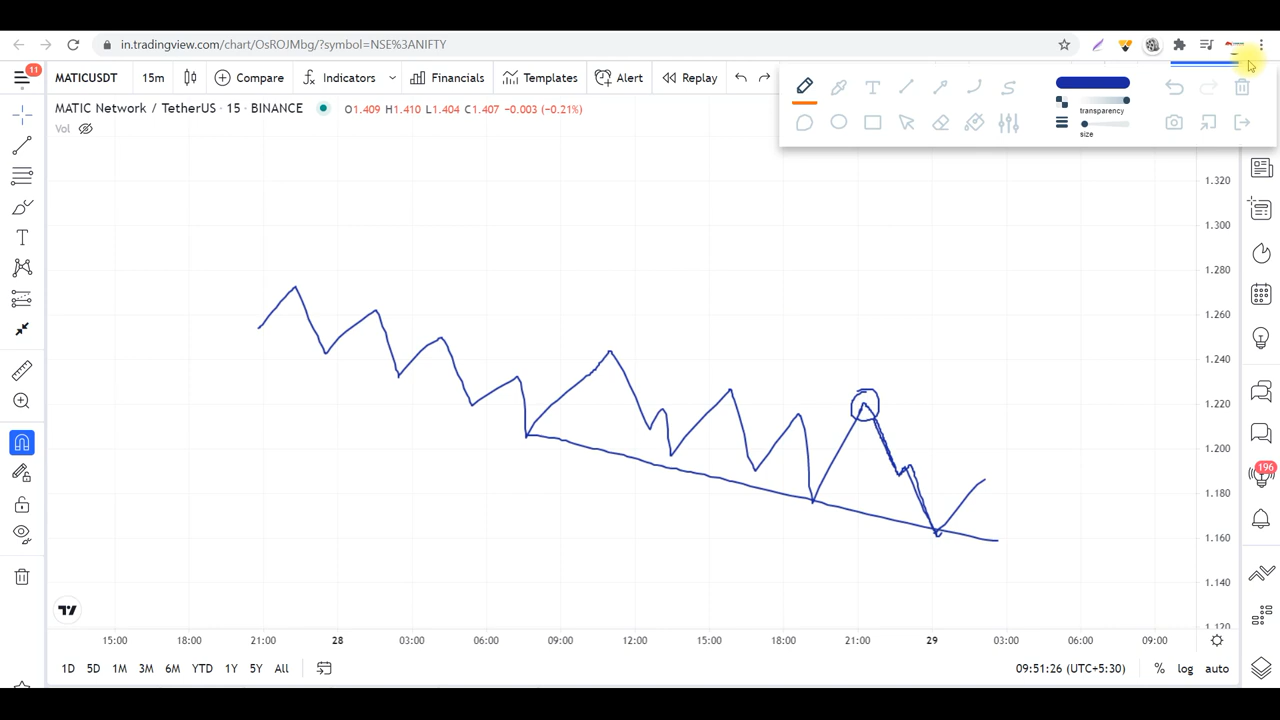 in.tradingview.com/chart/OsROJMbg/?symbol=NSE%3ANIFTY
11
MATICUSDT 15m Compare Indicators Financials Templates Alert Replay
MATIC Network / TetherUS · 15 · BINANCE O1.409 H1.410 L1.404 C1.407 −0.003 (−0.21%)
Vol
transparency
size
1.320
1.300
1.280
1.260
1.240
1.220
1.200
1.180
1.160
1.140
1.120
196
15:00 18:00 21:00 28 03:00 06:00 09:00 12:00 15:00 18:00 21:00 29 03:00 06:00 09:00
1D 5D 1M 3M 6M YTD 1Y 5Y All 09:51:26 (UTC+5:30) % log auto